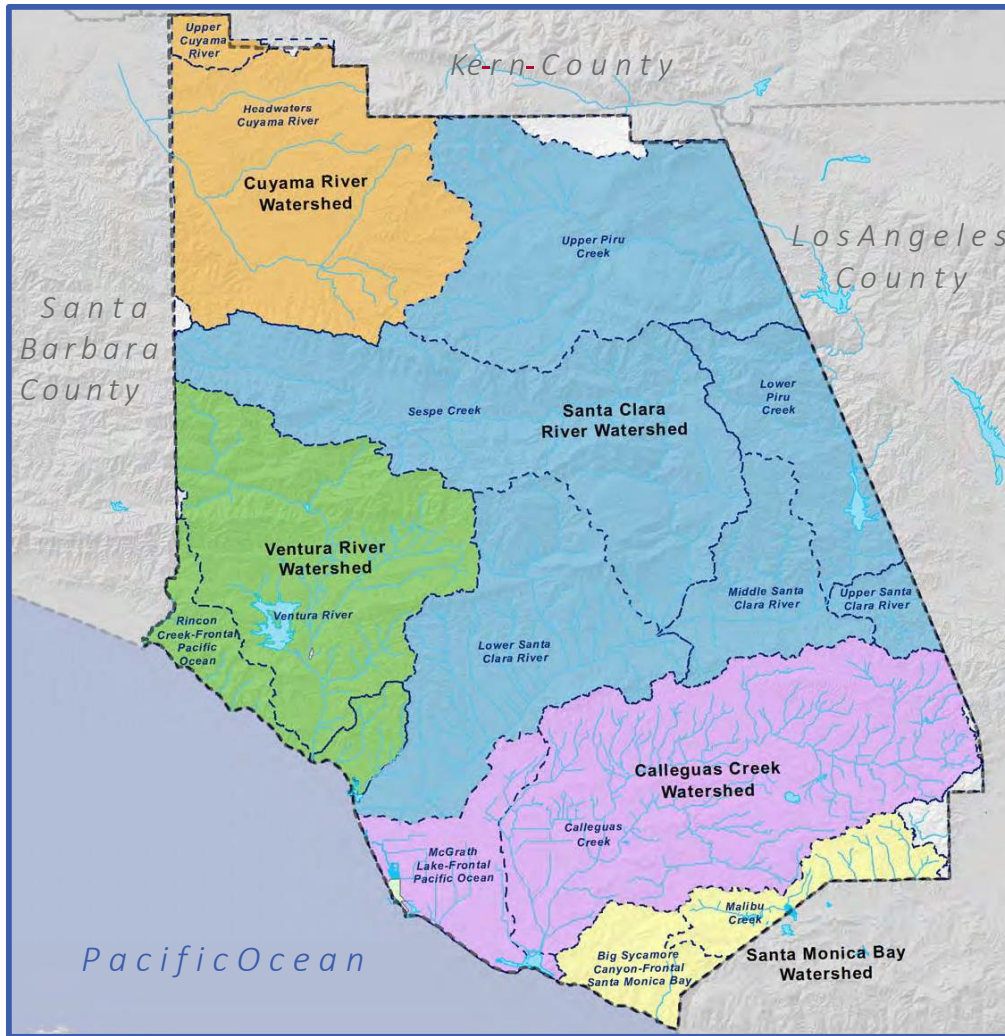 Upper
Cuyama
River
Kern County
Headwaters
Cuyama River
Cuyama River
Watershed
Upper Piru
Creek
Los Angeles
County
Santa
Barbara
County
Lower
Piru
Creek
Sespe Creek
Santa Clara
River Watershed
Ventura River
Watershed
Middle Santa
Clara River
Upper Santa
Clara River
Ventura River
Rincon
Creek-Frontal
Pacific
Ocean
Lower Santa
Clara River
Calleguas Creek
Watershed
Calleguas
Creek
McGrath
Lake-Frontal
Pacific Ocean
Malibu
Creek
Big Sycamore
Canyon-Frontal
Santa Monica Bay
Santa Monica Bay
Watershed
Pacific Ocean